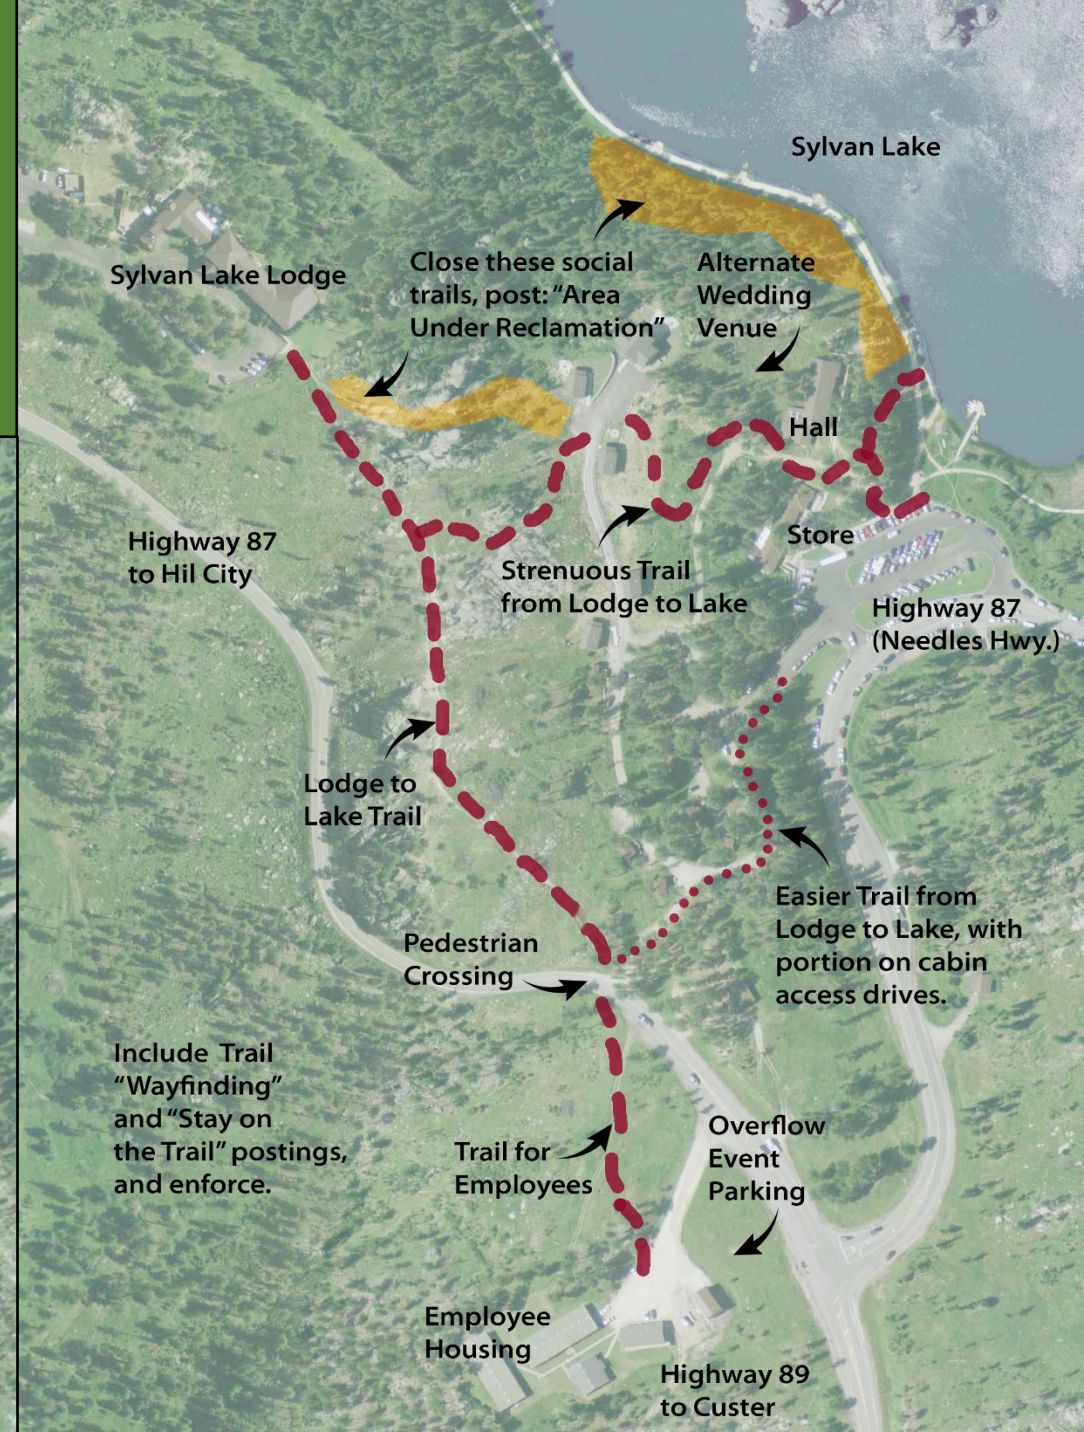 Sylvan Lake
Sylvan Lake Lodge
Close these social
trails, post: “Area
Under Reclamation”
Alternate
Wedding
Venue
Hall
Store
Highway 87
to Hil City
Strenuous Trail
from Lodge to Lake
Highway 87
(Needles Hwy.)
Lodge to
Lake Trail
Easier Trail from
Lodge to Lake, with
portion on cabin
access drives.
Pedestrian
Crossing
Include Trail
“Wayfinding”
and “Stay on
the Trail” postings,
and enforce.
Trail for
Employees
Overflow
Event
Parking
Employee
Housing
Highway 89
to Custer